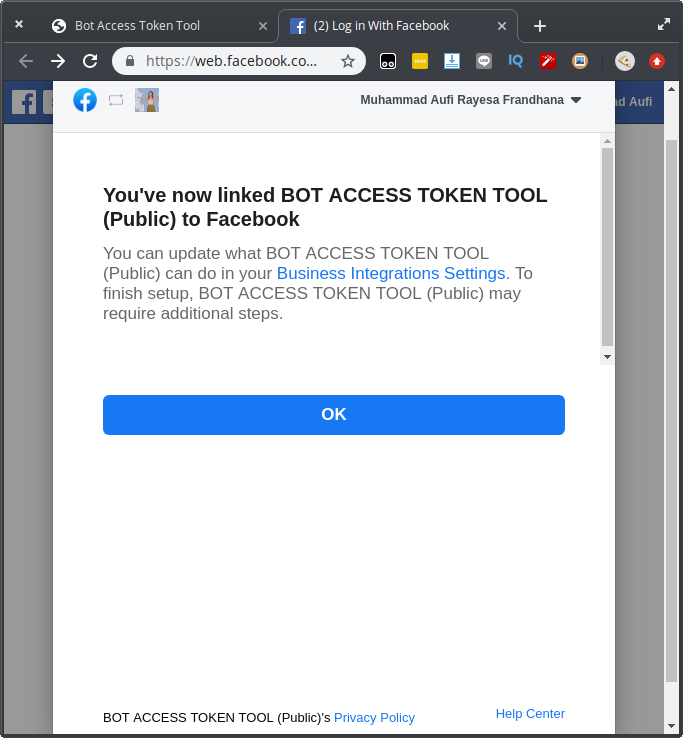 Bot Access Token Tool
(2) Log in With Facebook
https://web.facebook.co...
IQ
Muhammad Aufi Rayesa Frandhana
ad Aufi
You've now linked BOT ACCESS TOKEN TOOL
(Public) to Facebook
You can update what BOT ACCESS TOKEN TOOL
(Public) can do in your Business Integrations Settings. To
finish setup, BOT ACCESS TOKEN TOOL (Public) may
require additional steps.
OK
BOT ACCESS TOKEN TOOL (Public)'s Privacy Policy
Help Center